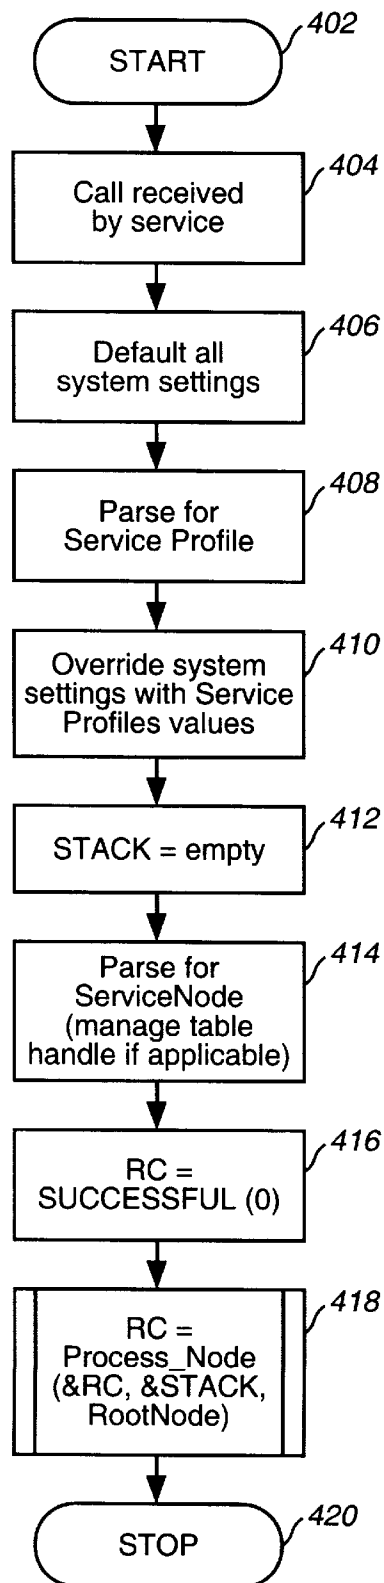 402
START
404
Call received
by service
406
Default all
system settings
408
Parse for
Service Profile
410
Override system
settings with Service
Profiles values
412
STACK = empty
414
Parse for
ServiceNode
(manage table
handle if applicable)
416
RC =
SUCCESSFUL (0)
418
RC =
Process_Node
(&RC, &STACK,
RootNode)
420
STOP